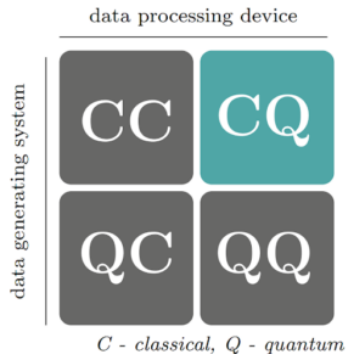 data processing device
data generating system
CC CQ
QC QQ
C - classical, Q - quantum